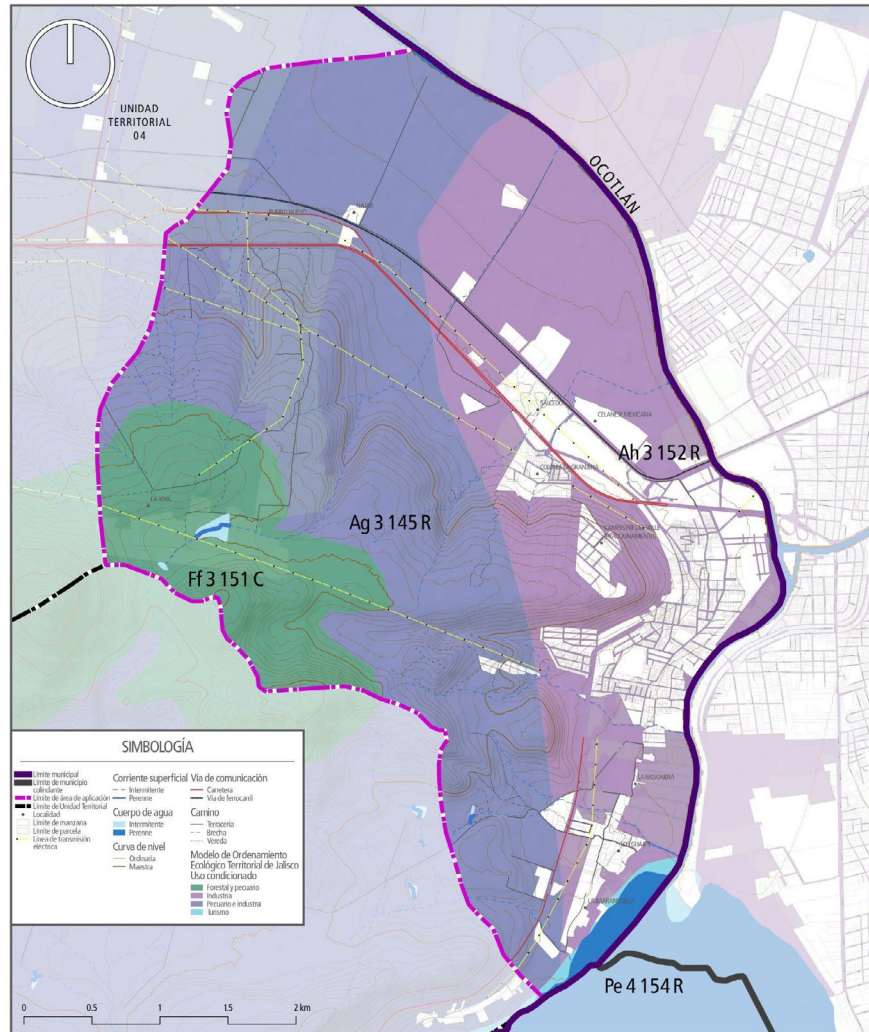 UNIDAD
TERRITORIAL
04
OCOTLÁN
SALCEDO
CELANESE MEXICANA
Ah 3 152 R
Ag 3 145 R
Ff 3 151 C
LA MOJONERA
Pe 4 154 R
SIMBOLOGÍA
Límite municipal
Límite de municipio
colindante
Límite de área de aplicación
Límite de Unidad Territorial
Localidad
Límite de manzana
Límite de parcela
Línea de transmisión
eléctrica
Corriente superficial
Intermitente
Perenne
Cuerpo de agua
Intermitente
Perenne
Curva de nivel
Ordinaria
Maestra
Vía de comunicación
Carretera
Vía de ferrocarril
Camino
Terracería
Brecha
Vereda
Modelo de Ordenamiento
Ecológico Territorial de Jalisco
Uso condicionado
Forestal y pecuario
Industria
Pecuario e industrial
Turismo
0 0.5 1 1.5 2 km